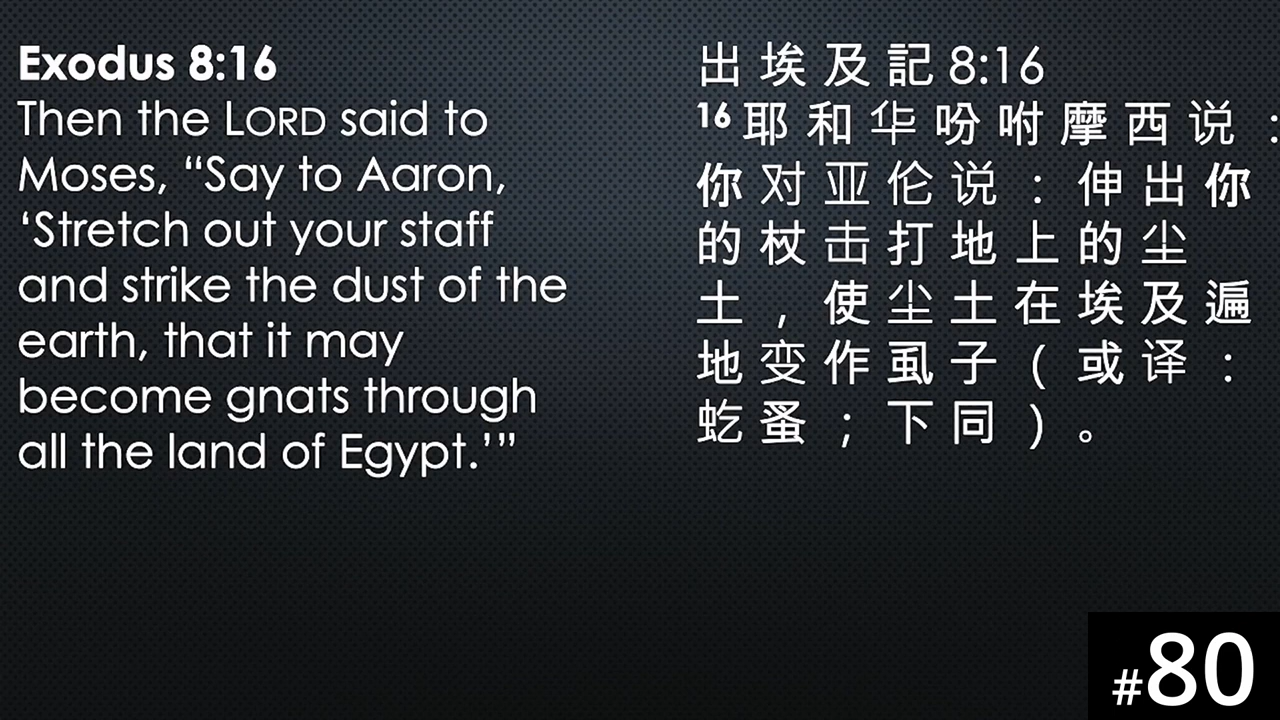 Exodus 8:16
Then the LORD said to
Moses, “Say to Aaron,
‘Stretch out your staff
and strike the dust of the
earth, that it may
become gnats through
all the land of Egypt.’”
出埃及記8:16
16耶和华吩咐摩西说：
你对亚伦说：伸出你
的杖击打地上的尘
土，使尘土在埃及遍
地变作虱子（或译：
虼蚤；下同）。
#80